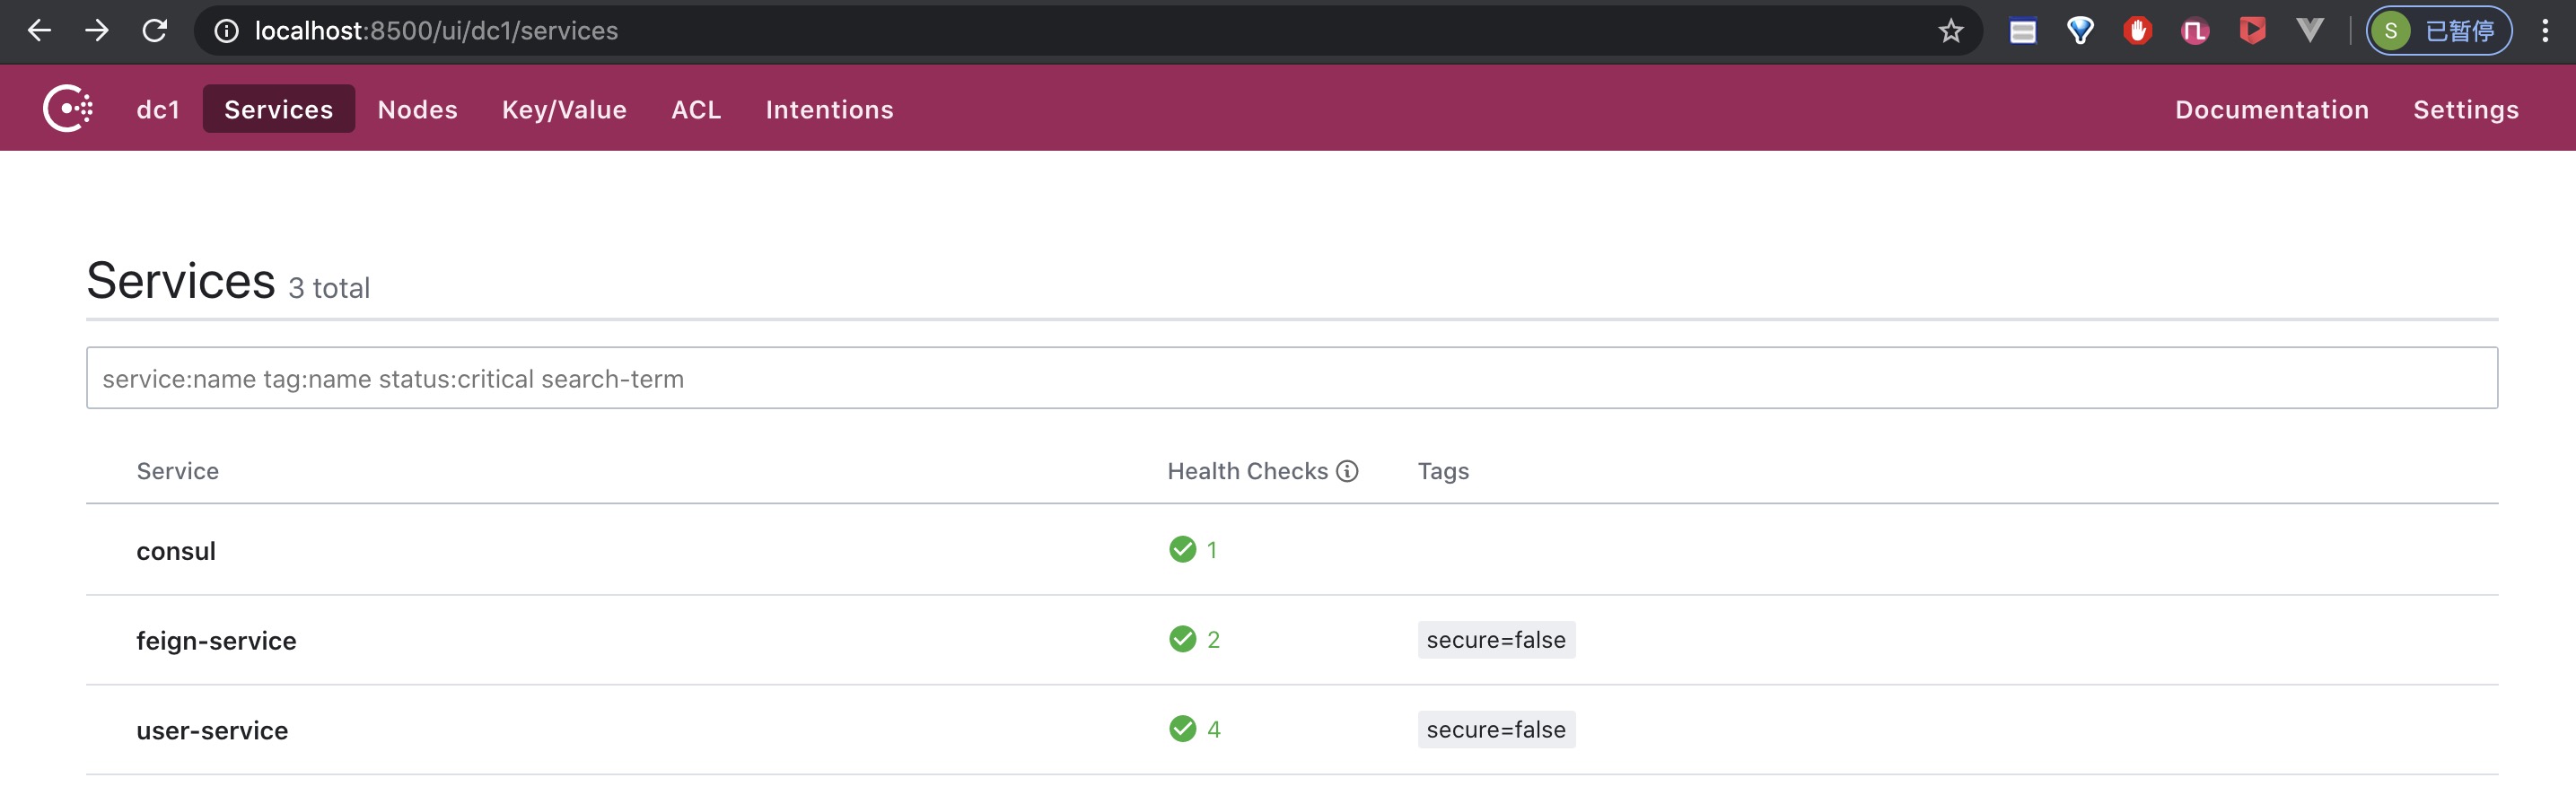 localhost:8500/ui/dc1/services
S 已暂停
dc1 Services Nodes Key/Value ACL Intentions Documentation Settings
Services 3 total
service:name tag:name status:critical search-term
Service Health Checks Tags
consul 1
feign-service 2 secure=false
user-service 4 secure=false